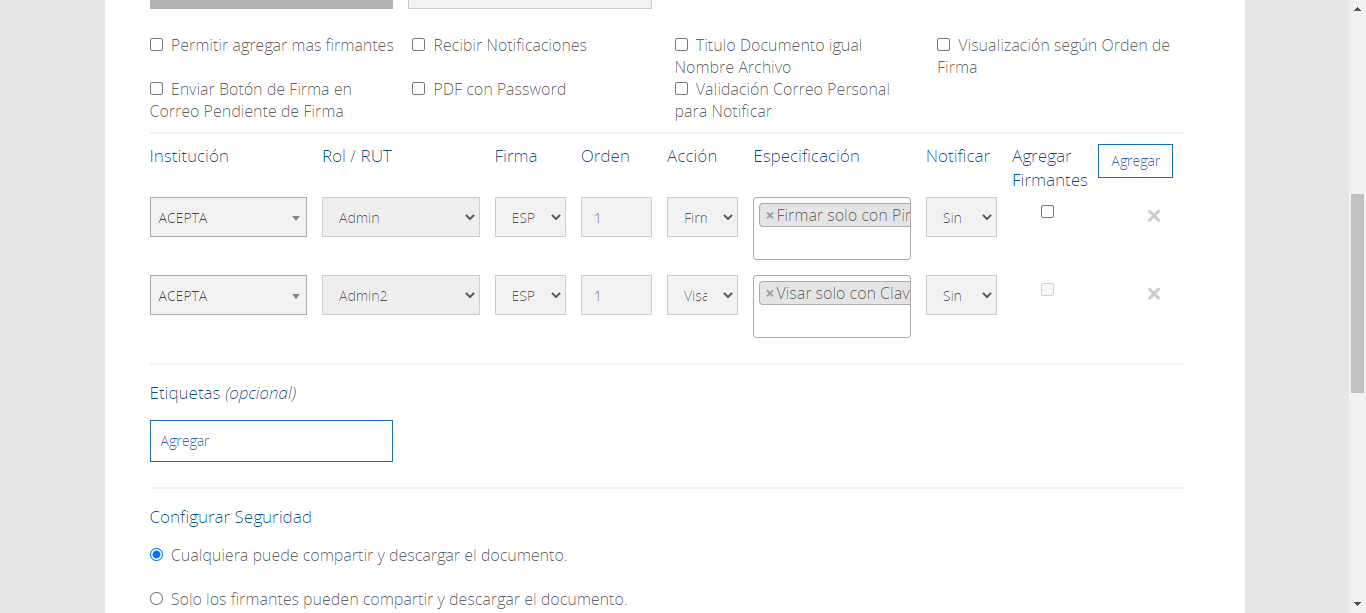 Permitir agregar mas firmantes
Recibir Notificaciones
Titulo Documento igual
Nombre Archivo
Visualización según Orden de
Firma
Enviar Botón de Firma en
Correo Pendiente de Firma
PDF con Password
Validación Correo Personal
para Notificar
Institución Rol / RUT Firma Orden Acción Especificación Notificar Agregar
Firmantes
Agregar
ACEPTA Admin ESP 1 Firm ×Firmar solo con Pin Sin ×
ACEPTA Admin2 ESP 1 Visa ×Visar solo con Clav Sin ×
Etiquetas (opcional)
Agregar
Configurar Seguridad
Cualquiera puede compartir y descargar el documento.
Solo los firmantes pueden compartir y descargar el documento.